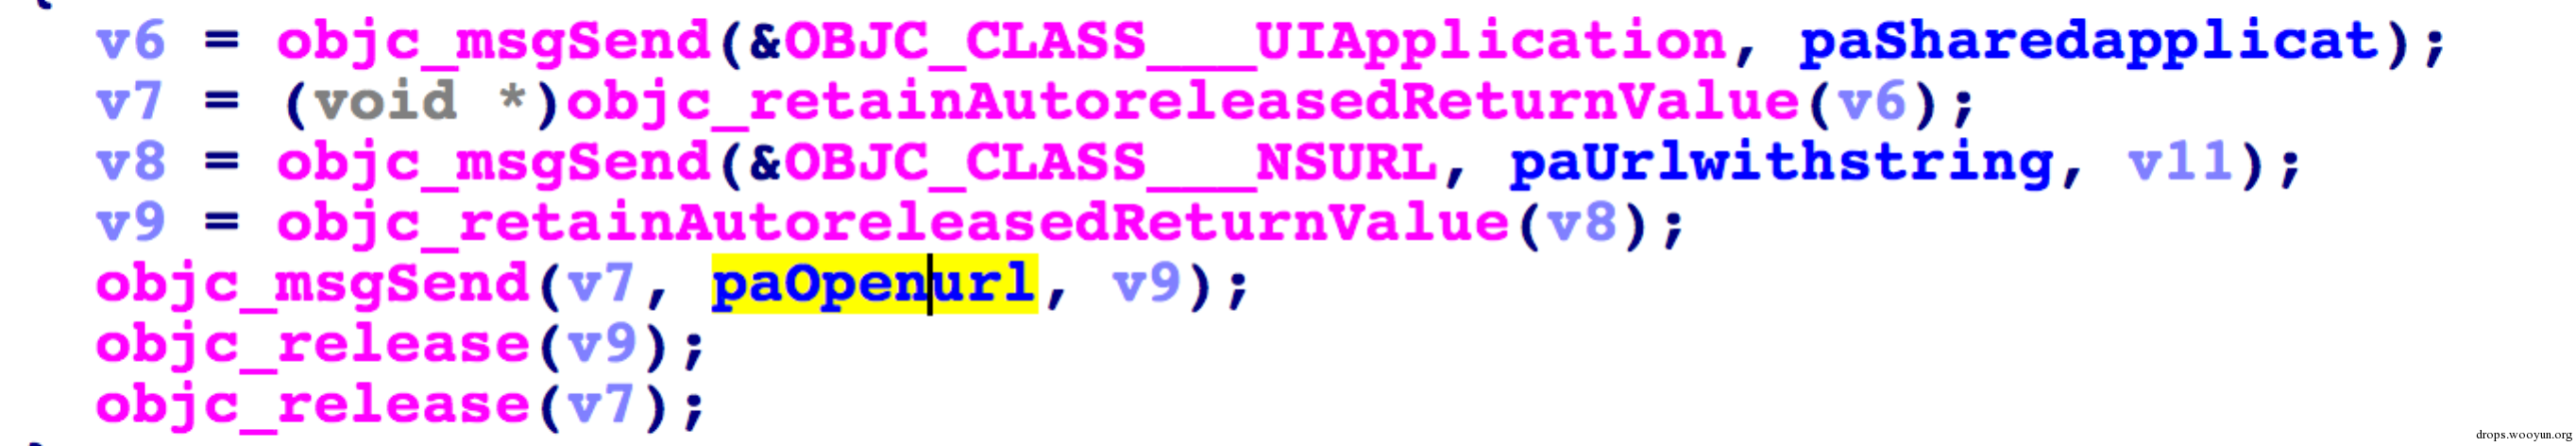 v6 = objc_msgSend(&OBJC_CLASS___UIApplication, paSharedapplicat);
v7 = (void *)objc_retainAutoreleasedReturnValue(v6);
v8 = objc_msgSend(&OBJC_CLASS___NSURL, paUrlwithstring, v11);
v9 = objc_retainAutoreleasedReturnValue(v8);
objc_msgSend(v7, paOpenurl, v9);
objc_release(v9);
objc_release(v7);
drops.wooyun.org